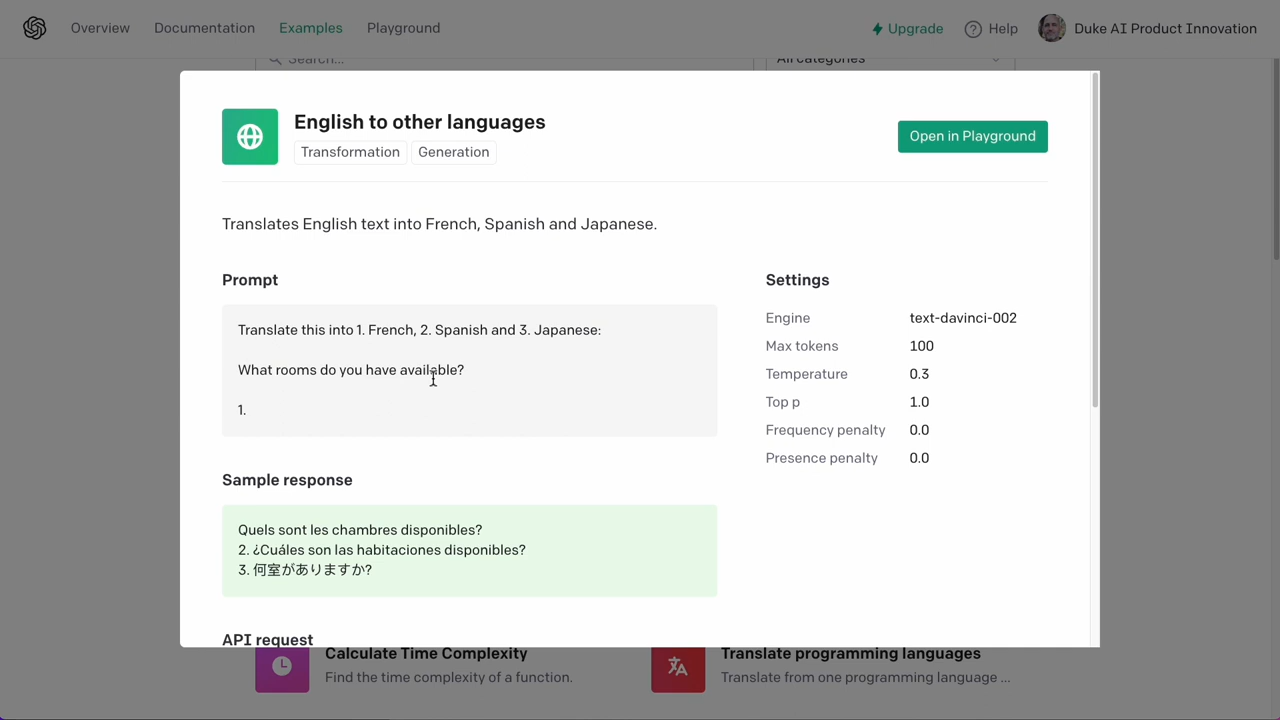 Overview Documentation Examples Playground Upgrade Help Duke AI Product Innovation
Search... All categories
English to other languages
Transformation Generation
Open in Playground
Translates English text into French, Spanish and Japanese.
Prompt
Translate this into 1. French, 2. Spanish and 3. Japanese:
What rooms do you have available?
1.
Settings
Engine text-davinci-002
Max tokens 100
Temperature 0.3
Top p 1.0
Frequency penalty 0.0
Presence penalty 0.0
Sample response
Quels sont les chambres disponibles?
2. ¿Cuáles son las habitaciones disponibles?
3. 何室がありますか?
API request
Calculate Time Complexity
Find the time complexity of a function.
Translate programming languages
Translate from one programming language ...